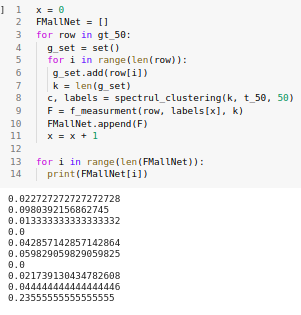 ] 1 x = 0
2 FMallNet = []
3 for row in gt_50:
4 g_set = set()
5 for i in range(len(row)):
6 g_set.add(row[i])
7 k = len(g_set)
8 c, labels = spectrul_clustering(k, t_50, 50)
9 F = f_measurment(row, labels[x], k)
10 FMallNet.append(F)
11 x = x + 1
12
13 for i in range(len(FMallNet)):
14 print(FMallNet[i])
0.022727272727272728
0.0980392156862745
0.013333333333333332
0.0
0.042857142857142864
0.059829059829059825
0.0
0.021739130434782608
0.044444444444444446
0.23555555555555555